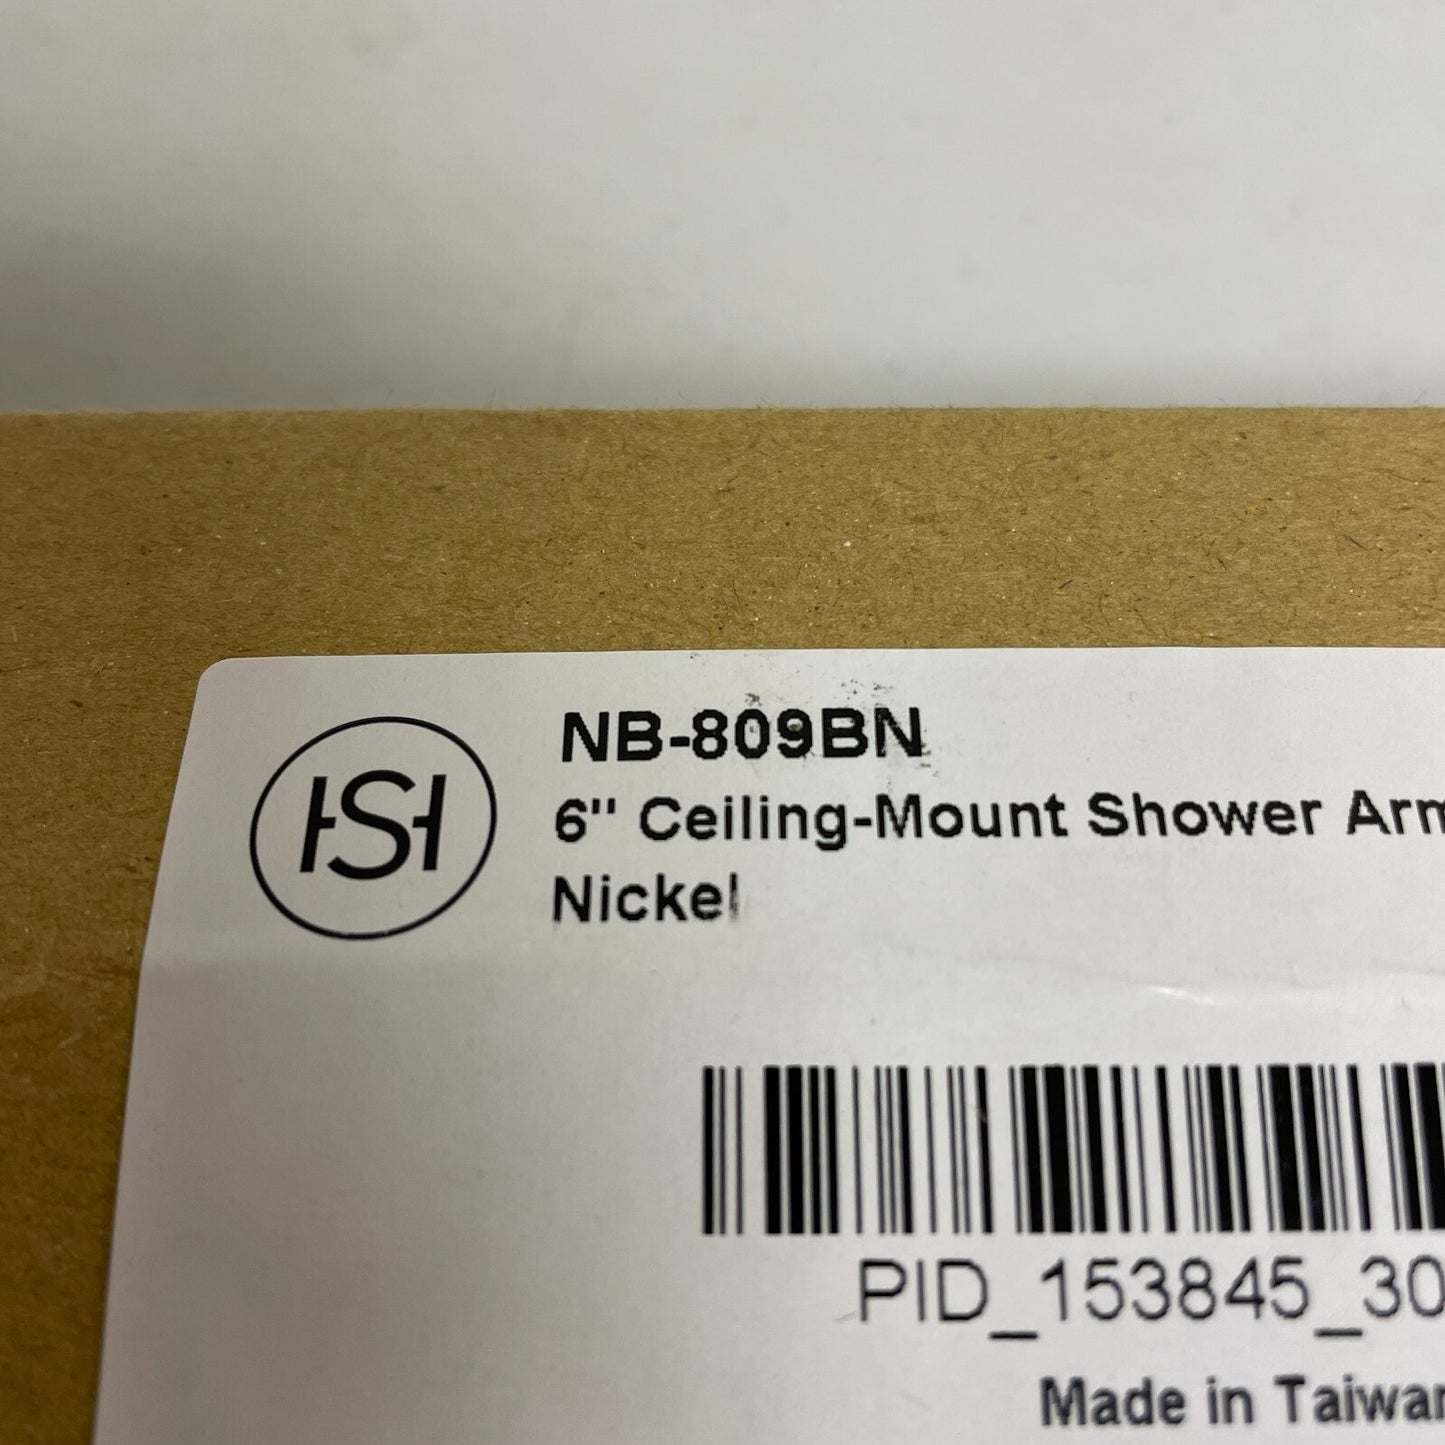 HSH
NB-809BN
6" Ceiling-Mount Shower Arm
Nickel
PID_153845_30
Made in Taiwan